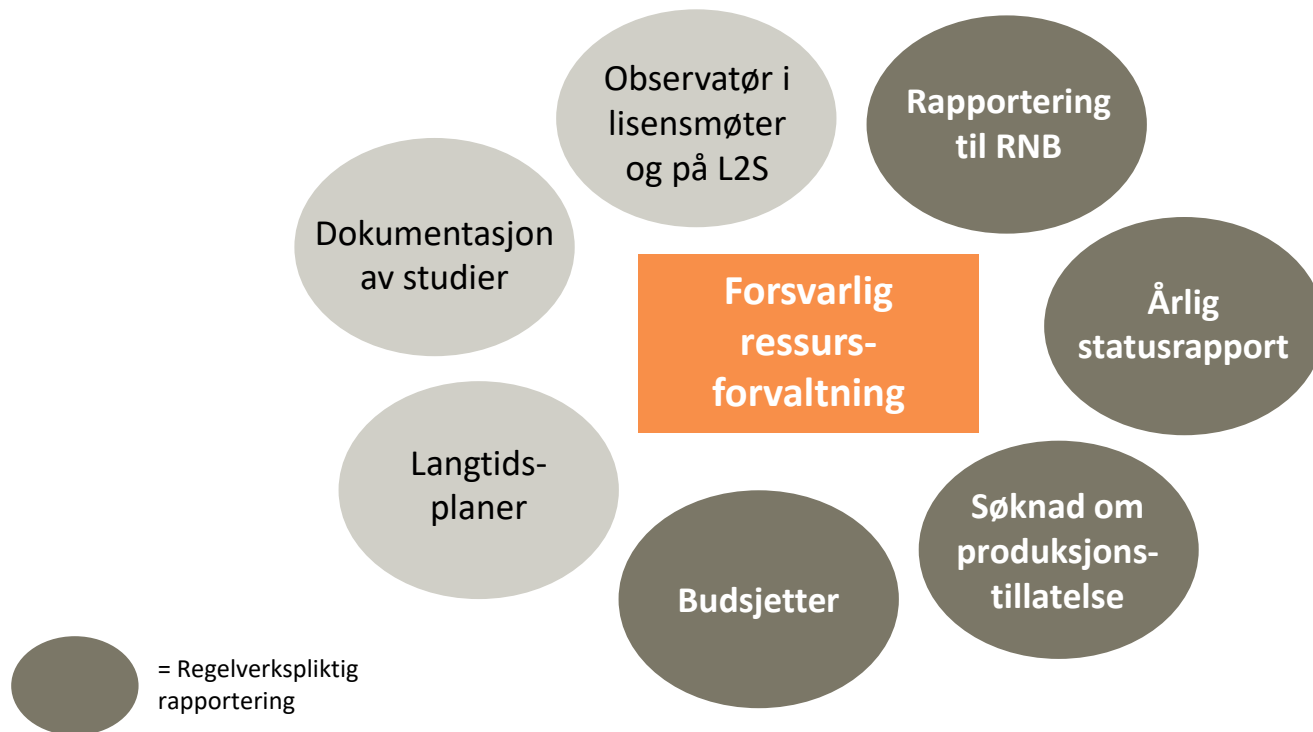 Observatør i
lisensmøter
og på L2S
Rapportering
til RNB
Dokumentasjon
av studier
Forsvarlig
ressurs-
forvaltning
Årlig
statusrapport
Langtids-
planer
Søknad om
produksjons-
tillatelse
Budsjetter
= Regelverkspliktig
rapportering